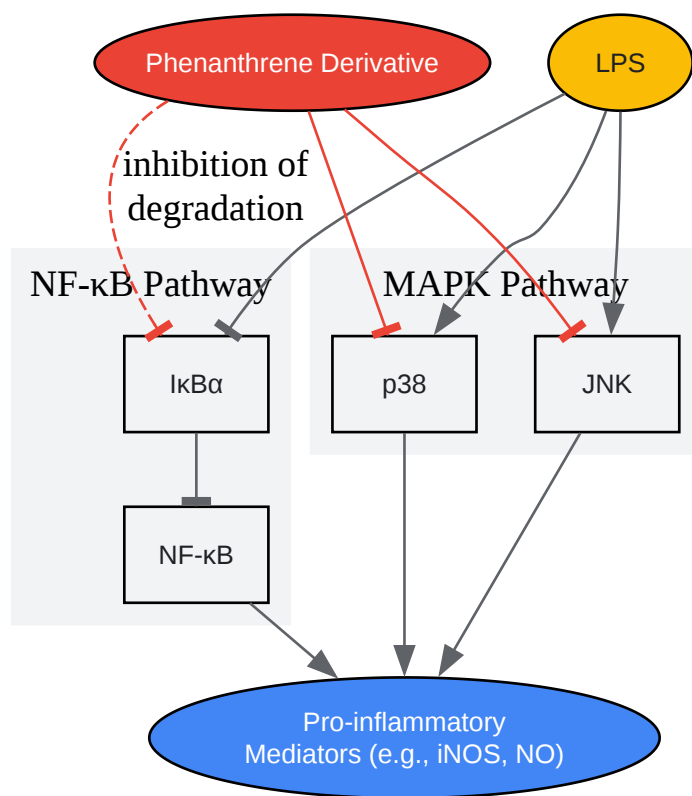 Phenanthrene Derivative
LPS
inhibition of
degradation
NF-κB Pathway
MAPK Pathway
IκBα
p38
JNK
NF-κB
Pro-inflammatory
Mediators (e.g., iNOS, NO)